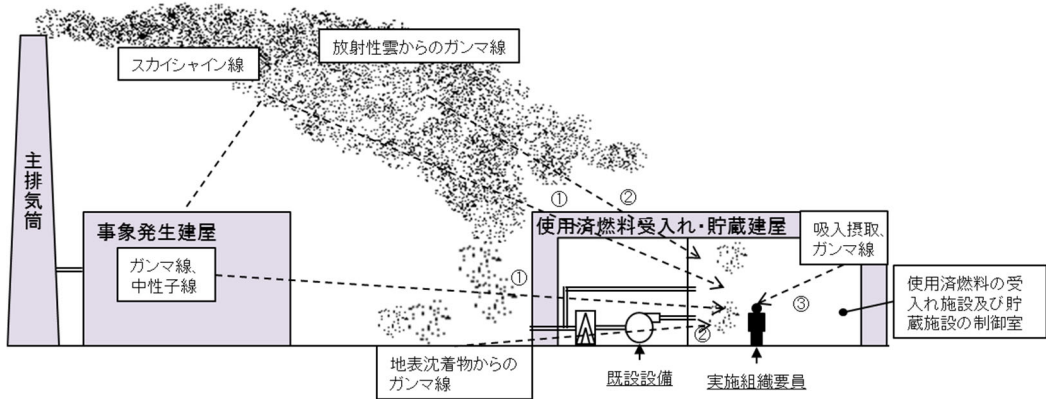 放射性雲からのガンマ線
スカイシャイン線
主排気筒
①
②
事象発生建屋
使用済燃料受入れ・貯蔵建屋
吸入摂取、
ガンマ線
ガンマ線、
中性子線
①
③
使用済燃料の受
入れ施設及び貯
蔵施設の制御室
②
地表沈着物からの
ガンマ線
既設設備
実施組織要員